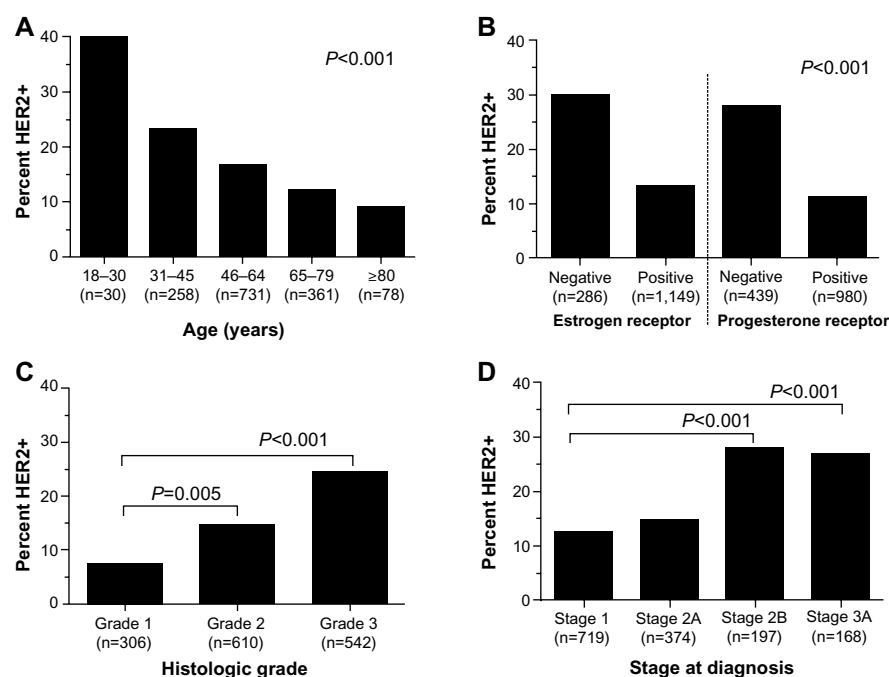 A
Percent HER2+
40
30
20
10
0
P<0.001
18–30 31–45 46–64 65–79 ≥80
(n=30) (n=258) (n=731) (n=361) (n=78)
Age (years)
B
Percent HER2+
40
30
20
10
0
P<0.001
Negative Positive Negative Positive
(n=286) (n=1,149) (n=439) (n=980)
Estrogen receptor Progesterone receptor
C
Percent HER2+
40
30
20
10
0
P<0.001
P=0.005
Grade 1 Grade 2 Grade 3
(n=306) (n=610) (n=542)
Histologic grade
D
Percent HER2+
40
30
20
10
0
P<0.001
P<0.001
Stage 1 Stage 2A Stage 2B Stage 3A
(n=719) (n=374) (n=197) (n=168)
Stage at diagnosis